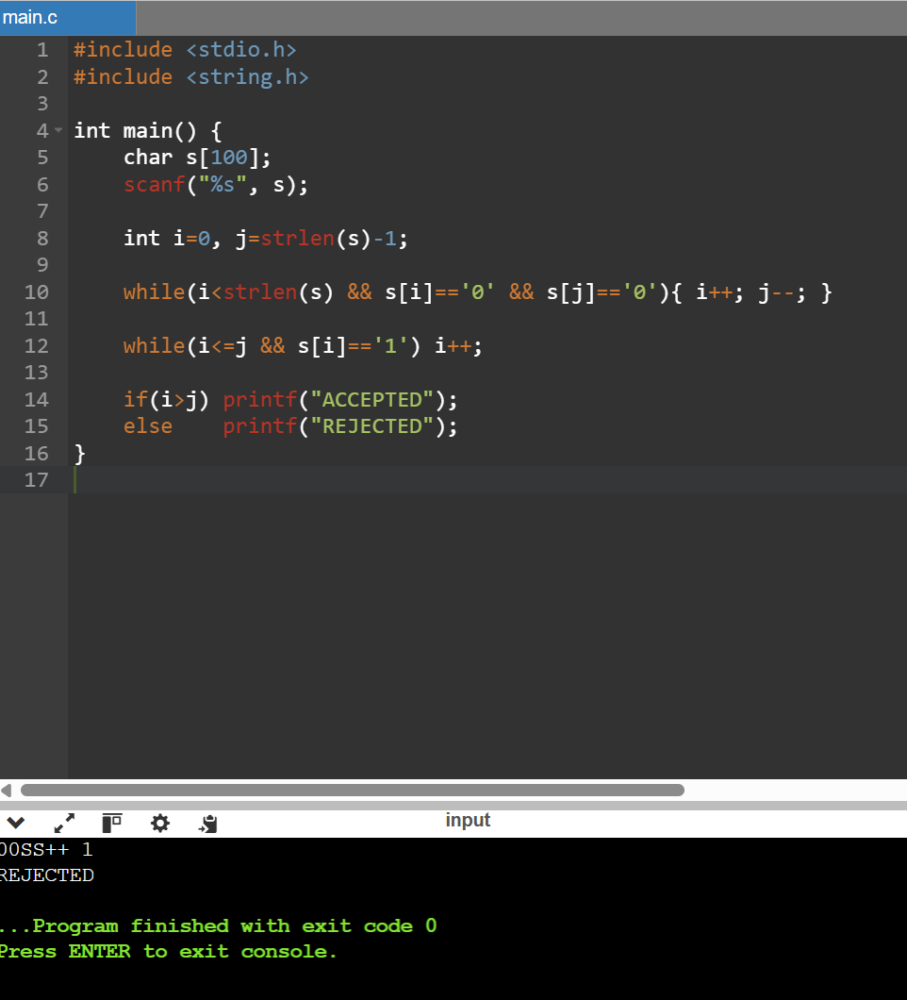 main.c
1 #include <stdio.h>
2 #include <string.h>
3
4 int main() {
5     char s[100];
6     scanf("%s", s);
7
8     int i=0, j=strlen(s)-1;
9
10     while(i<strlen(s) && s[i]=='0' && s[j]=='0'){ i++; j--; }
11
12     while(i<=j && s[i]=='1') i++;
13
14     if(i>j) printf("ACCEPTED");
15     else    printf("REJECTED");
16 }
17
input
00SS++ 1
REJECTED
...Program finished with exit code 0
Press ENTER to exit console.